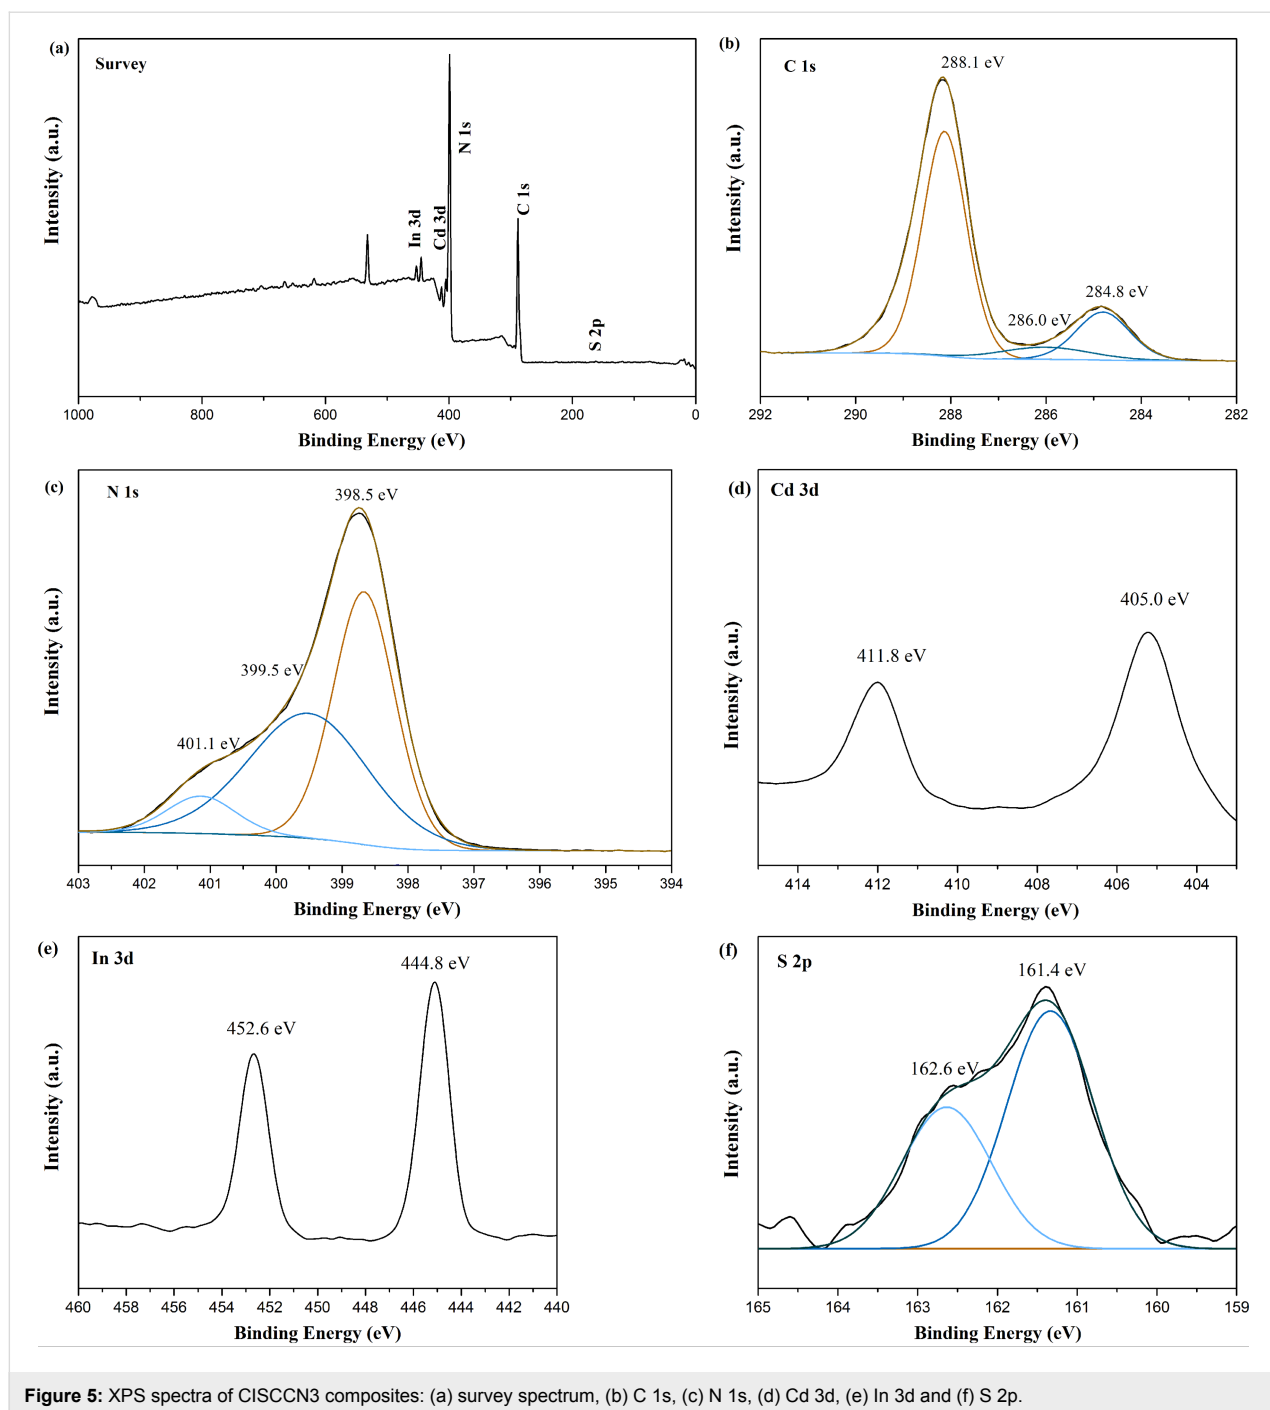 (a)
Survey
N 1s
In 3d
Cd 3d
C 1s
S 2p
Intensity (a.u.)
1000 800 600 400 200 0
Binding Energy (eV)
(b)
C 1s
288.1 eV
286.0 eV
284.8 eV
Intensity (a.u.)
292 290 288 286 284 282
Binding Energy (eV)
(c)
N 1s
398.5 eV
399.5 eV
401.1 eV
Intensity (a.u.)
403 402 401 400 399 398 397 396 395 394
Binding Energy (eV)
(d)
Cd 3d
405.0 eV
411.8 eV
Intensity (a.u.)
414 412 410 408 406 404
Binding Energy (eV)
(e)
In 3d
444.8 eV
452.6 eV
Intensity (a.u.)
460 458 456 454 452 450 448 446 444 442 440
Binding Energy (eV)
(f)
S 2p
161.4 eV
162.6 eV
Intensity (a.u.)
165 164 163 162 161 160 159
Binding Energy (eV)
Figure 5: XPS spectra of CISCCN3 composites: (a) survey spectrum, (b) C 1s, (c) N 1s, (d) Cd 3d, (e) In 3d and (f) S 2p.